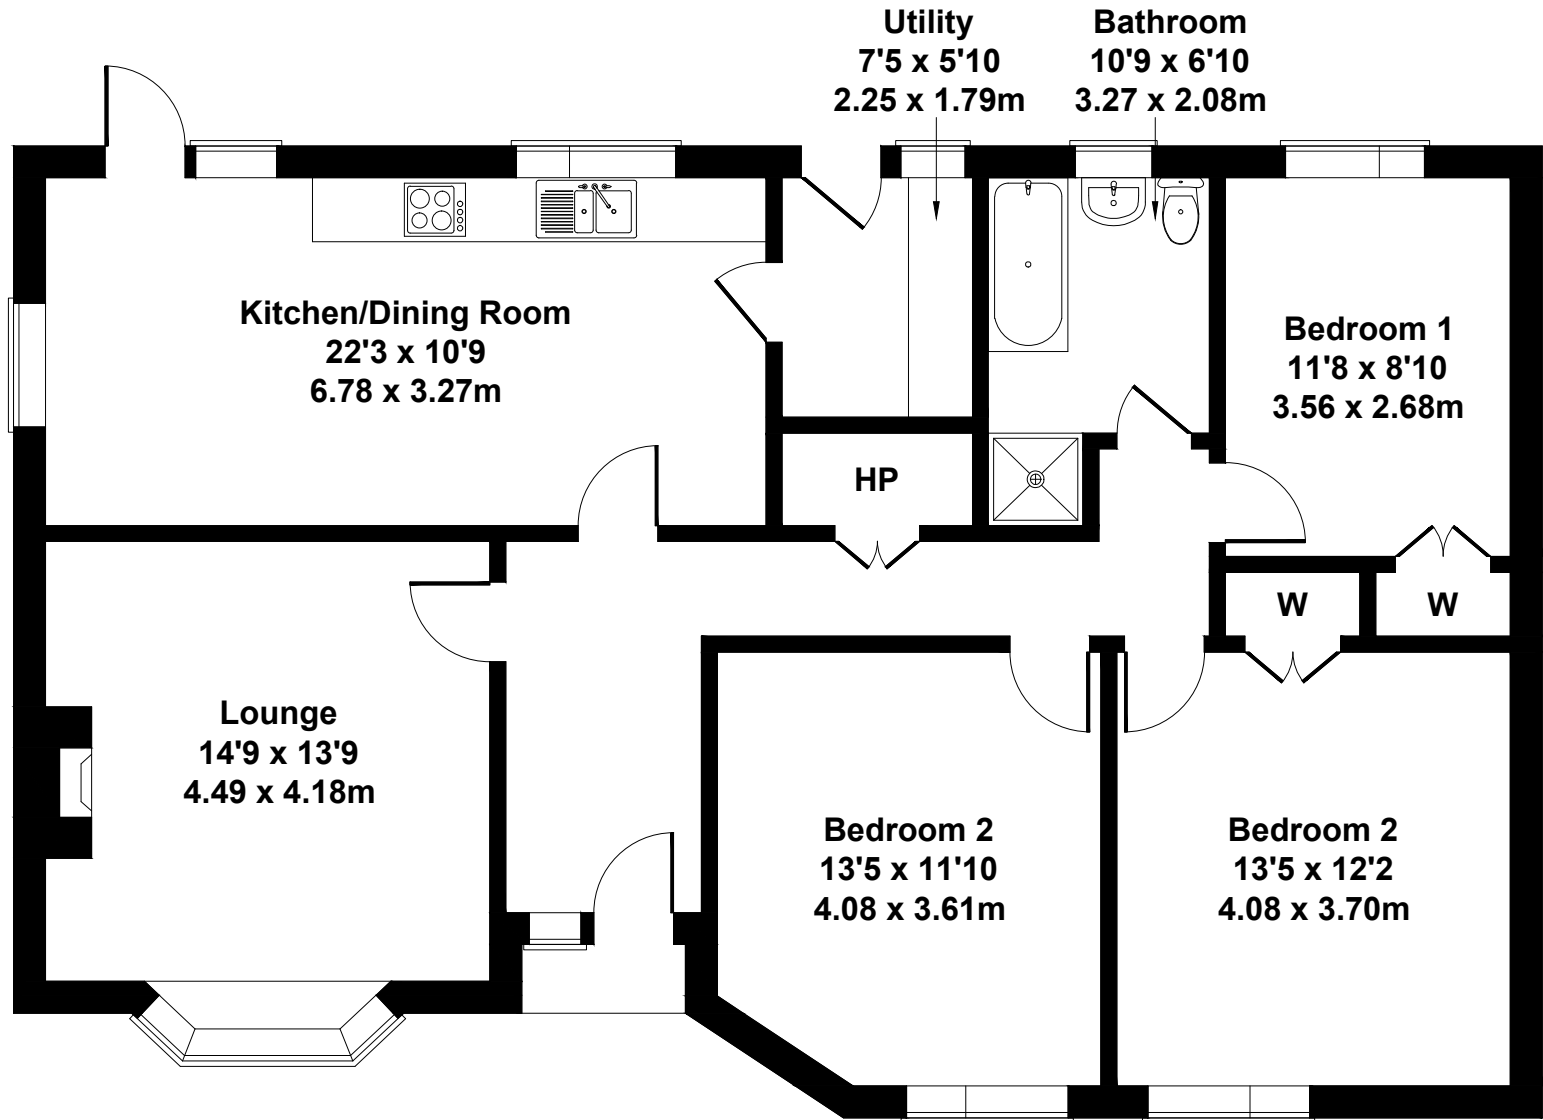 Utility
7'5 x 5'10
2.25 x 1.79m
Bathroom
10'9 x 6'10
3.27 x 2.08m
Kitchen/Dining Room
22'3 x 10'9
6.78 x 3.27m
Bedroom 1
11'8 x 8'10
3.56 x 2.68m
HP
W
W
Lounge
14'9 x 13'9
4.49 x 4.18m
Bedroom 2
13'5 x 11'10
4.08 x 3.61m
Bedroom 2
13'5 x 12'2
4.08 x 3.70m